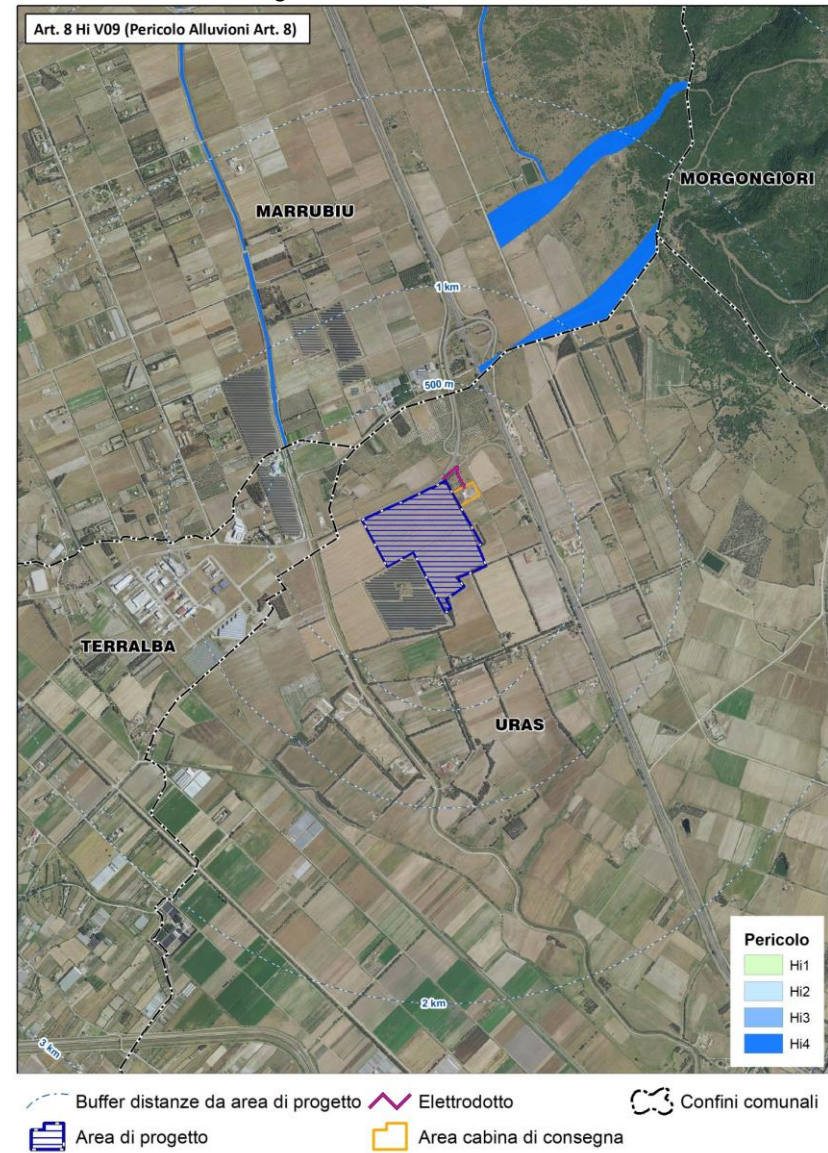 Art. 8 Hi V09 (Pericolo Alluvioni Art. 8)
MORGONGIORI
MARRUBIU
1 km
500 m
TERRALBA
URAS
2 km
3 km
Pericolo
Hi1
Hi2
Hi3
Hi4
Buffer distanze da area di progetto
Elettrodotto
Confini comunali
Area di progetto
Area cabina di consegna